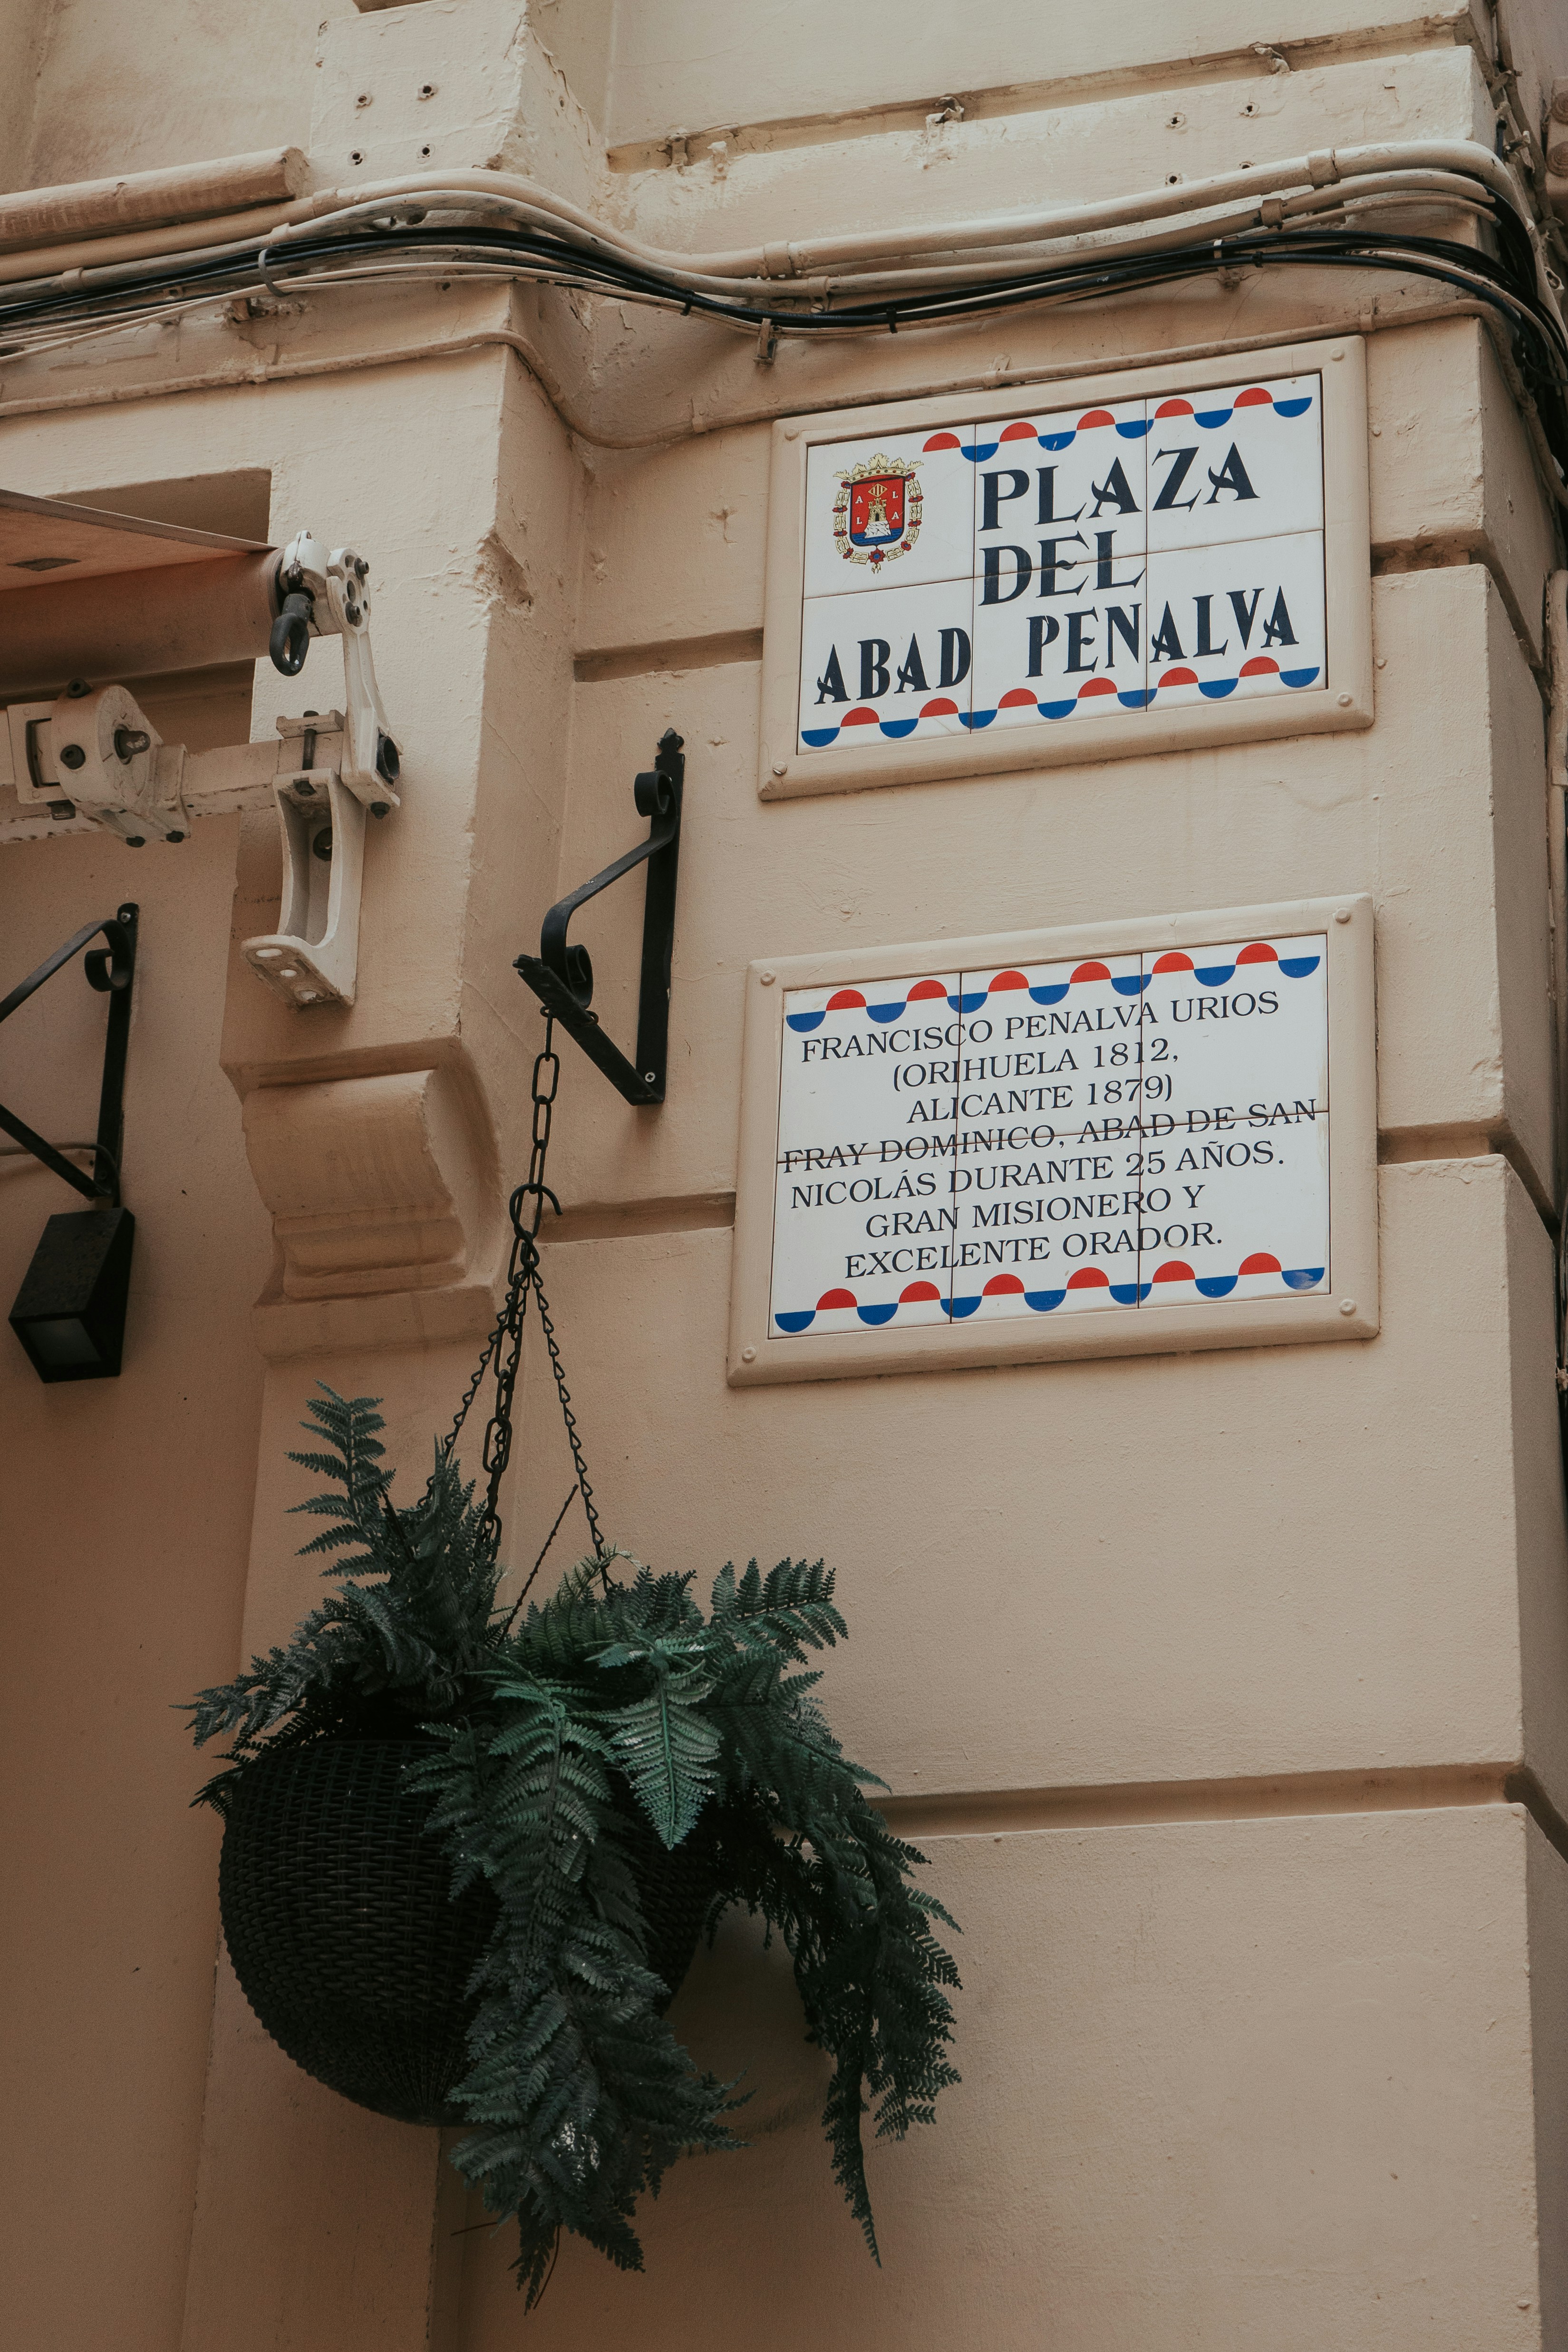 A L
L A
PLAZA
DEL
ABAD PENALVA
FRANCISCO PENALVA URIOS
(ORIHUELA 1812,
ALICANTE 1879)
FRAY DOMINICO, ABAD DE SAN
NICOLÁS DURANTE 25 AÑOS.
GRAN MISIONERO Y
EXCELENTE ORADOR.